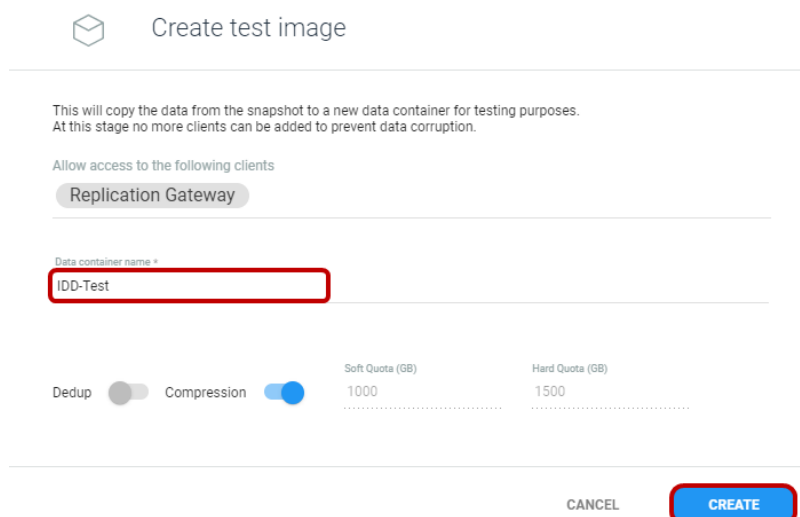 Create test image
This will copy the data from the snapshot to a new data container for testing purposes.
At this stage no more clients can be added to prevent data corruption.
Allow access to the following clients
Replication Gateway
Data container name *
IDD-Test
Dedup Compression
Soft Quota (GB) Hard Quota (GB)
1000 1500
CANCEL CREATE